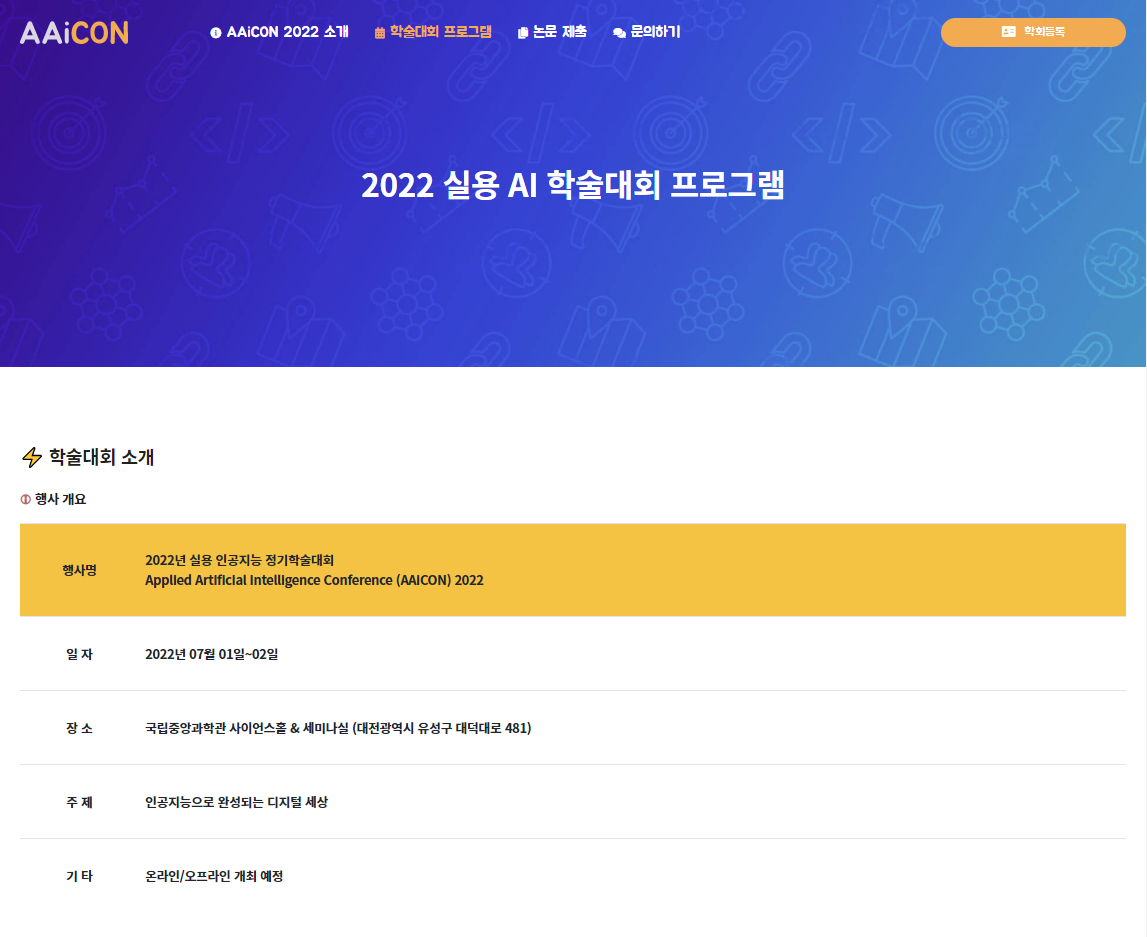 AAiCON
AAiCON 2022 소개
학술대회 프로그램
논문 제출
문의하기
학회등록
2022 실용 AI 학술대회 프로그램
학술대회 소개
행사 개요
행사명
2022년 실용 인공지능 정기학술대회
Applied Artificial Intelligence Conference (AAICON) 2022
일 자
2022년 07월 01일~02일
장 소
국립중앙과학관 사이언스홀 & 세미나실 (대전광역시 유성구 대덕대로 481)
주 제
인공지능으로 완성되는 디지털 세상
기 타
온라인/오프라인 개최 예정